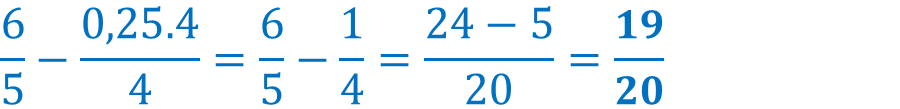 6/5 − 0,25.4/4 = 6/5 − 1/4 = 24 − 5/20 = 19/20